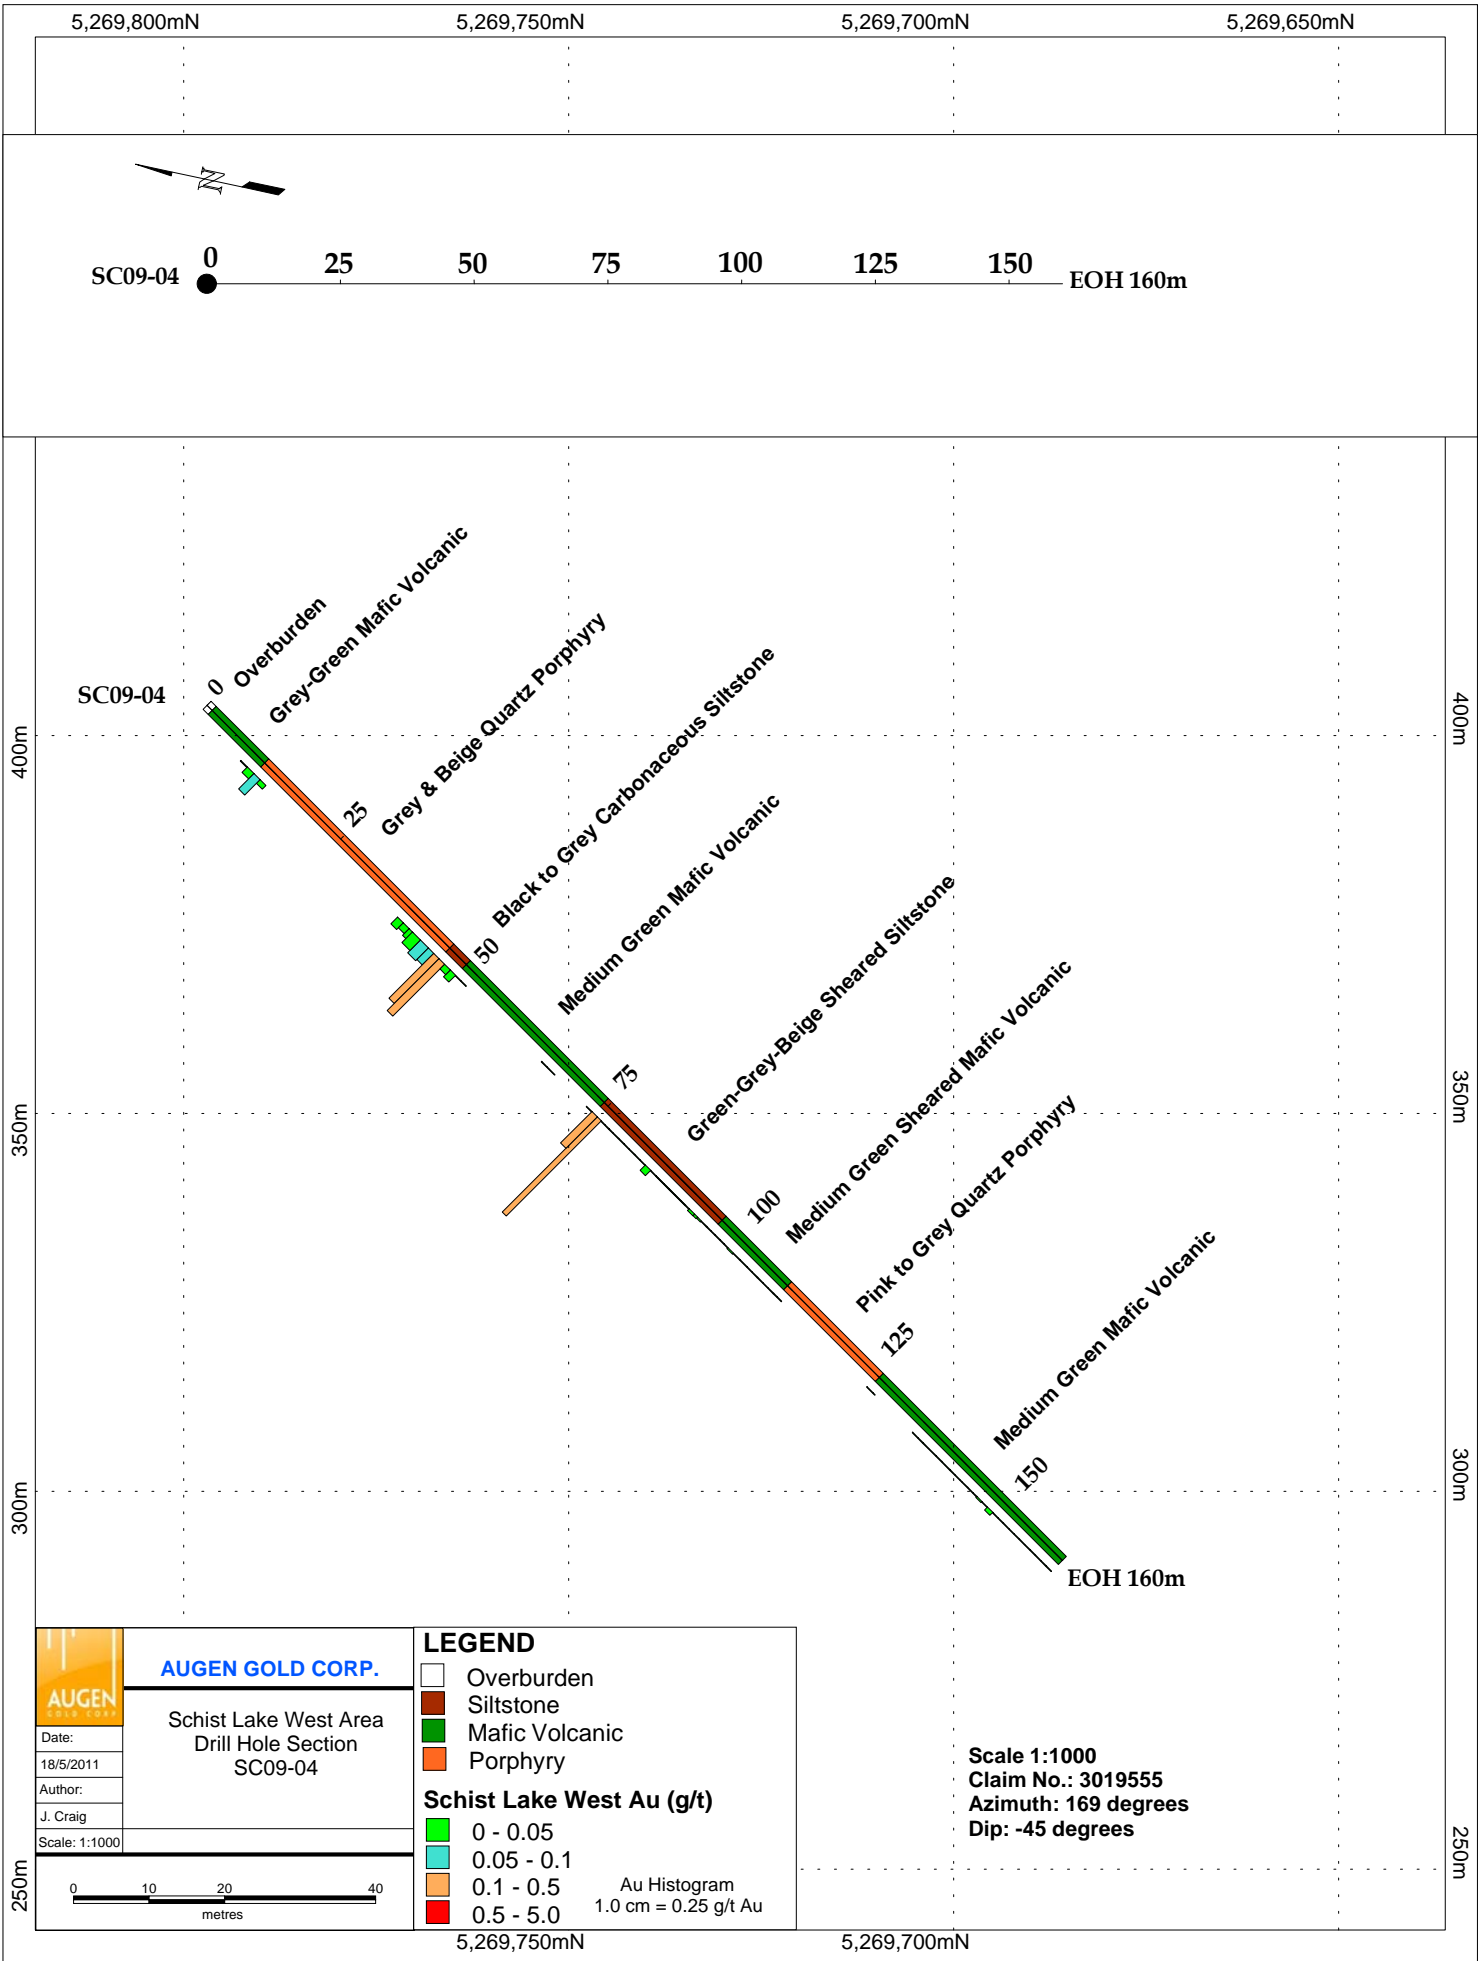 5,269,800mN 5,269,750mN 5,269,700mN 5,269,650mN
N
SC09-04 0 25 50 75 100 125 150 EOH 160m
Grey-Green Mafic Volcanic
Overburden
Grey & Beige Quartz Porphyry
Black to Grey Carbonaceous Siltstone
SC09-04 0
400m 400m
25
Medium Green Mafic Volcanic
50
Green-Grey-Beige Sheared Siltstone
75
Medium Green Sheared Mafic Volcanic
350m 350m
100
Pink to Grey Quartz Porphyry
125
Medium Green Mafic Volcanic
150
300m 300m
EOH 160m
AUGEN
GOLD CORP
AUGEN GOLD CORP.
Schist Lake West Area
Drill Hole Section
SC09-04
Date:
18/5/2011
Author:
J. Craig
Scale: 1:1000
0 10 20 40
metres
LEGEND
Overburden
Siltstone
Mafic Volcanic
Porphyry
Schist Lake West Au (g/t)
0 - 0.05
0.05 - 0.1
0.1 - 0.5
0.5 - 5.0
Au Histogram
1.0 cm = 0.25 g/t Au
Scale 1:1000
Claim No.: 3019555
Azimuth: 169 degrees
Dip: -45 degrees
250m 250m
5,269,750mN 5,269,700mN